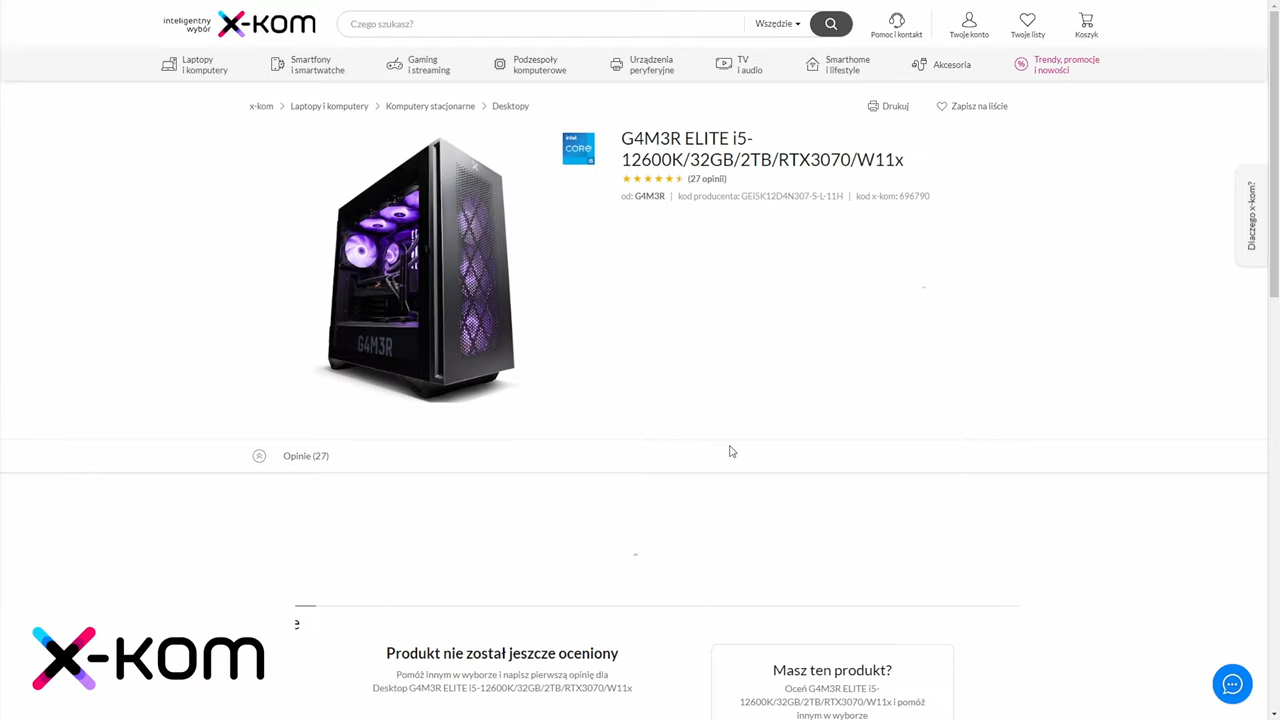 inteligentny
wybór
x-kom
Czego szukasz?
Wszędzie
Pomoc i kontakt
Twoje konto
Twoje listy
Koszyk
Laptopy
i komputery
Smartfony
i smartwatche
Gaming
i streaming
Podzespoły
komputerowe
Urządzenia
peryferyjne
TV
i audio
Smarthome
i lifestyle
Akcesoria
Trendy, promocje
i nowości
x-kom
Laptopy i komputery
Komputery stacjonarne
Desktopy
Drukuj
Zapisz na liście
intel
CORE
i5
G4M3R ELITE i5-
12600K/32GB/2TB/RTX3070/W11x
(27 opinii)
od: G4M3R | kod producenta: GEi5K12D4N307-S-L-11H | kod x-kom: 696790
Dlaczego x-kom?
G4M3R
Opinie (27)
e
Produkt nie został jeszcze oceniony
Pomóż innym w wyborze i napisz pierwszą opinię dla
Desktop G4M3R ELITE i5-12600K/32GB/2TB/RTX3070/W11x
Masz ten produkt?
Oceń G4M3R ELITE i5-
12600K/32GB/2TB/RTX3070/W11x i pomóż
innym w wyborze
x-kom